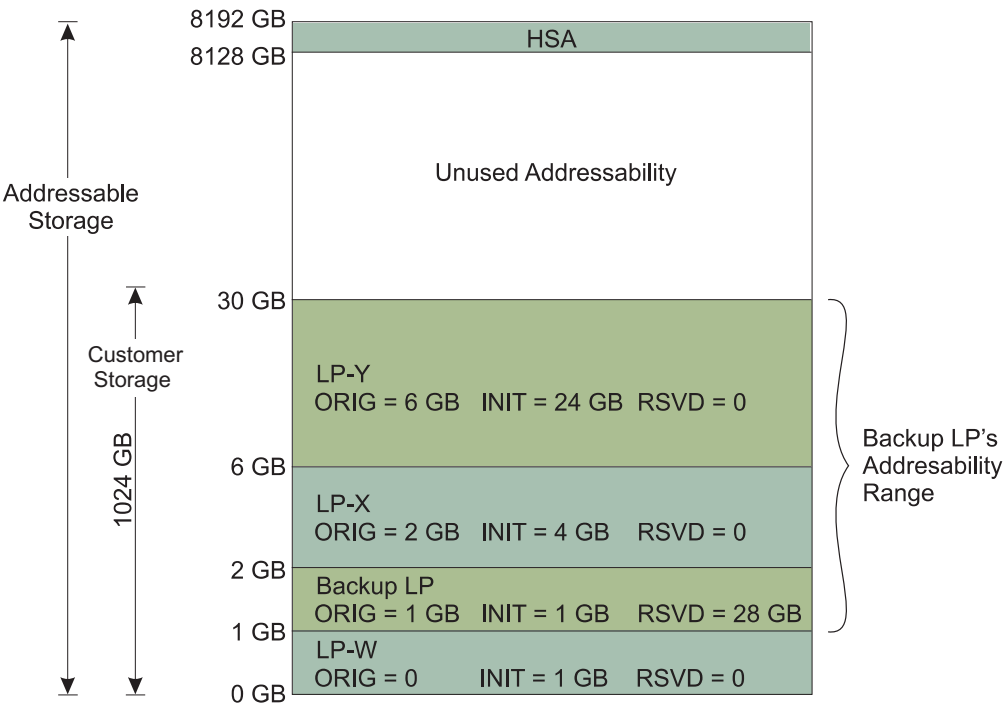 8192 GB
HSA
8128 GB
Unused Addressability
Addressable
Storage
30 GB
Customer
Storage
1024 GB
LP-Y
ORIG = 6 GB INIT = 24 GB RSVD = 0
6 GB
Backup LP's
Addresability
Range
LP-X
ORIG = 2 GB INIT = 4 GB RSVD = 0
2 GB
Backup LP
ORIG = 1 GB INIT = 1 GB RSVD = 28 GB
1 GB
LP-W
ORIG = 0 INIT = 1 GB RSVD = 0
0 GB